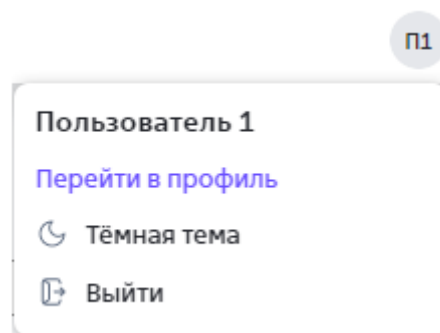 П1
Пользователь 1
Перейти в профиль
Тёмная тема
Выйти